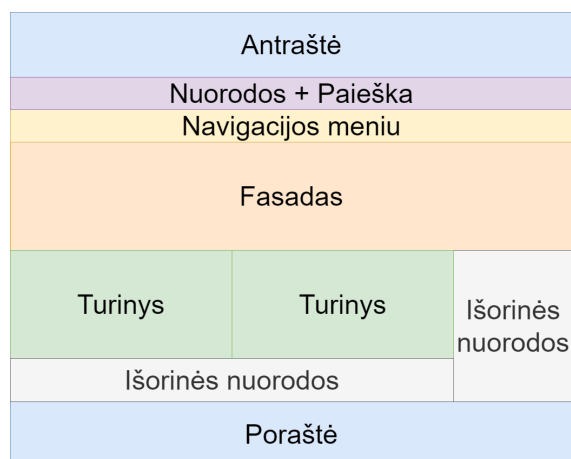 Antraštė
Nuorodos + Paieška
Navigacijos meniu
Fasadas
Turinys
Turinys
Išorinės
nuorodos
Išorinės nuorodos
Poraštė